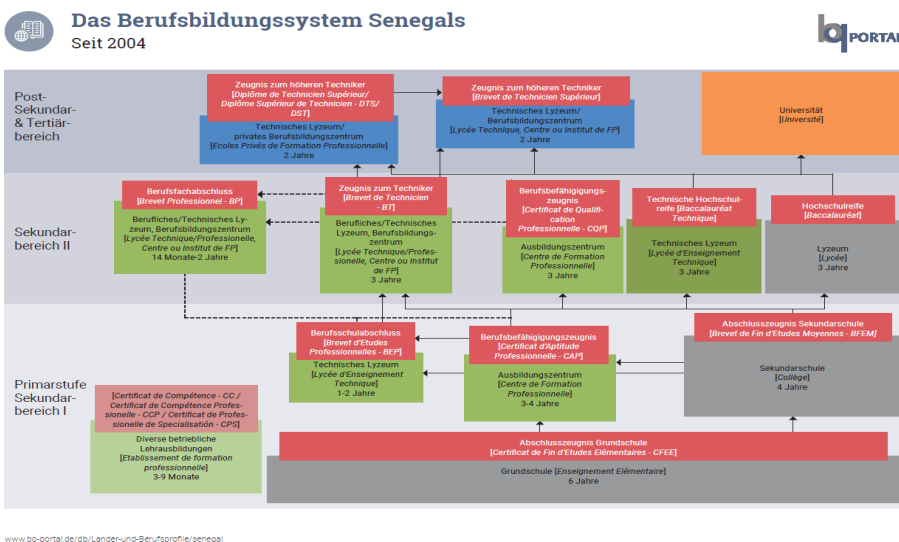 Das Berufsbildungssystem Senegals
Seit 2004
bq PORTAL
Post-
Sekundar-
& Tertiär-
bereich
Zeugnis zum höheren Techniker
[Diplôme de Technicien Supérieur/
Diplôme Supérieur de Technicien - DTS/
DST]
Technisches Lyzeum/
privates Berufsbildungszentrum
[Ecoles Privés de Formation Professionelle]
2 Jahre
Zeugnis zum höheren Techniker
[Brevet de Technicien Supérieur]
Technisches Lyzeum/
Berufsbildungszentrum
[Lycée Technique, Centre ou Institut de FP]
2 Jahre
Universität
[Université]
Sekundar-
bereich II
Berufsfachabschluss
[Brevet Professionnel - BP]
Berufliches/Technisches Ly-
zeum, Berufsbildungszentrum
[Lycée Technique/Professionelle,
Centre ou Institut de FP]
14 Monate-2 Jahre
Zeugnis zum Techniker
[Brevet de Technicien
- BT]
Berufliches/Technisches
Lyzeum, Berufsbildungs-
zentrum
[Lycée Technique/Profes-
sionelle, Centre ou Institut
de FP]
3 Jahre
Berufsbefähigungs-
zeugnis
[Certificat de Qualifi-
cation
Professionnelle - CQP]
Ausbildungszentrum
[Centre de Formation
Professionelle]
3 Jahre
Technische Hochschul-
reife [Baccalauréat
Technique]
Technisches Lyzeum
[Lycée d'Enseignement
Technique]
3 Jahre
Hochschulreife
[Baccalauréat]
Lyzeum
[Lycée]
3 Jahre
Primarstufe
Sekundar-
bereich I
[Certificat de Compétence - CC /
Certificat de Compétence Profes-
sionelle - CCP / Certificat de Profes-
sionelle de Specialisatión - CPS]
Diverse betriebliche
Lehrausbildungen
[Etablissement de formation
professionelle]
3-9 Monate
Berufsschulabschluss
[Brevet d'Etudes
Professionnelles - BEP]
Technisches Lyzeum
[Lycée d'Enseignement
Technique]
1-2 Jahre
Berufsbefähigigungszeugnis
[Certificat d'Aptitude
Professionnelle - CAP]
Ausbildungszentrum
[Centre de Formation
Professionelle]
3-4 Jahre
Abschlusszeugnis Sekundarschule
[Brevet de Fin d'Etudes Moyennes - BFEM]
Sekundarschule
[Collège]
4 Jahre
Abschlusszeugnis Grundschule
[Certificat de Fin d'Etudes Elémentaires - CFEE]
Grundschule [Enseignement Elémentaire]
6 Jahre
www.bq-portal.de/db/Länder-und-Berufsprofile/senegal